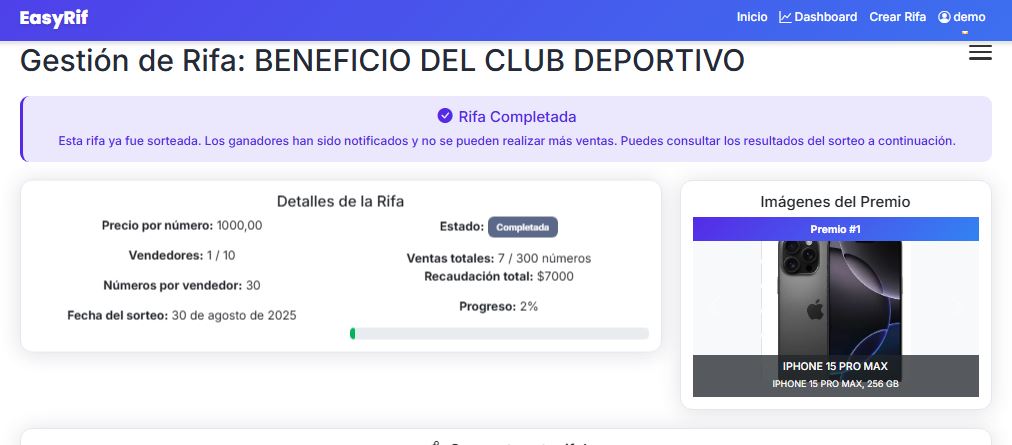 EasyRif
Inicio
Dashboard
Crear Rifa
demo
Gestión de Rifa: BENEFICIO DEL CLUB DEPORTIVO
Rifa Completada
Esta rifa ya fue sorteada. Los ganadores han sido notificados y no se pueden realizar más ventas. Puedes consultar los resultados del sorteo a continuación.
Detalles de la Rifa
Precio por número: 1000,00
Vendedores: 1 / 10
Números por vendedor: 30
Fecha del sorteo: 30 de agosto de 2025
Estado: Completada
Ventas totales: 7 / 300 números
Recaudación total: $7000
Progreso: 2%
Imágenes del Premio
Premio #1
IPHONE 15 PRO MAX
IPHONE 15 PRO MAX, 256 GB